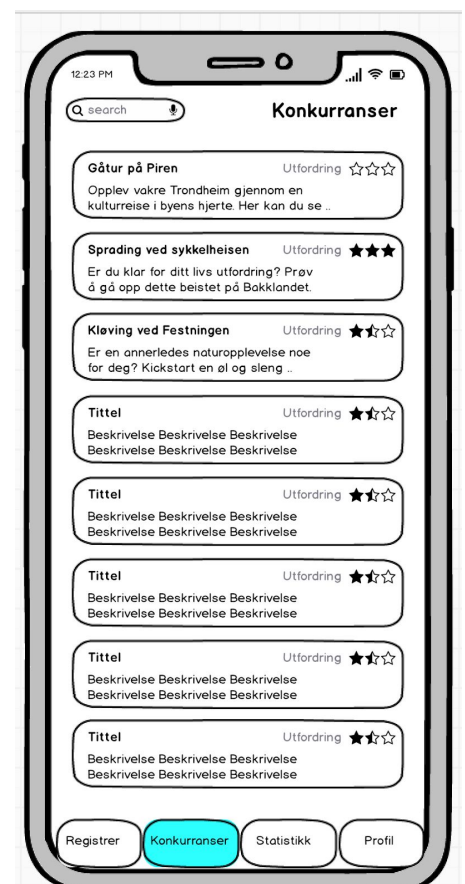 12:23 PM
search
Konkurranser
Gåtur på Piren Utfordring
Opplev vakre Trondheim gjennom en
kulturreise i byens hjerte. Her kan du se ..
Sprading ved sykkelheisen Utfordring
Er du klar for ditt livs utfordring? Prøv
å gå opp dette beistet på Bakklandet.
Kløving ved Festningen Utfordring
Er en annerledes naturopplevelse noe
for deg? Kickstart en øl og sleng ..
Tittel Utfordring
Beskrivelse Beskrivelse Beskrivelse
Beskrivelse Beskrivelse Beskrivelse
Tittel Utfordring
Beskrivelse Beskrivelse Beskrivelse
Beskrivelse Beskrivelse Beskrivelse
Tittel Utfordring
Beskrivelse Beskrivelse Beskrivelse
Beskrivelse Beskrivelse Beskrivelse
Tittel Utfordring
Beskrivelse Beskrivelse Beskrivelse
Beskrivelse Beskrivelse Beskrivelse
Tittel Utfordring
Beskrivelse Beskrivelse Beskrivelse
Beskrivelse Beskrivelse Beskrivelse
Registrer Konkurranser Statistikk Profil